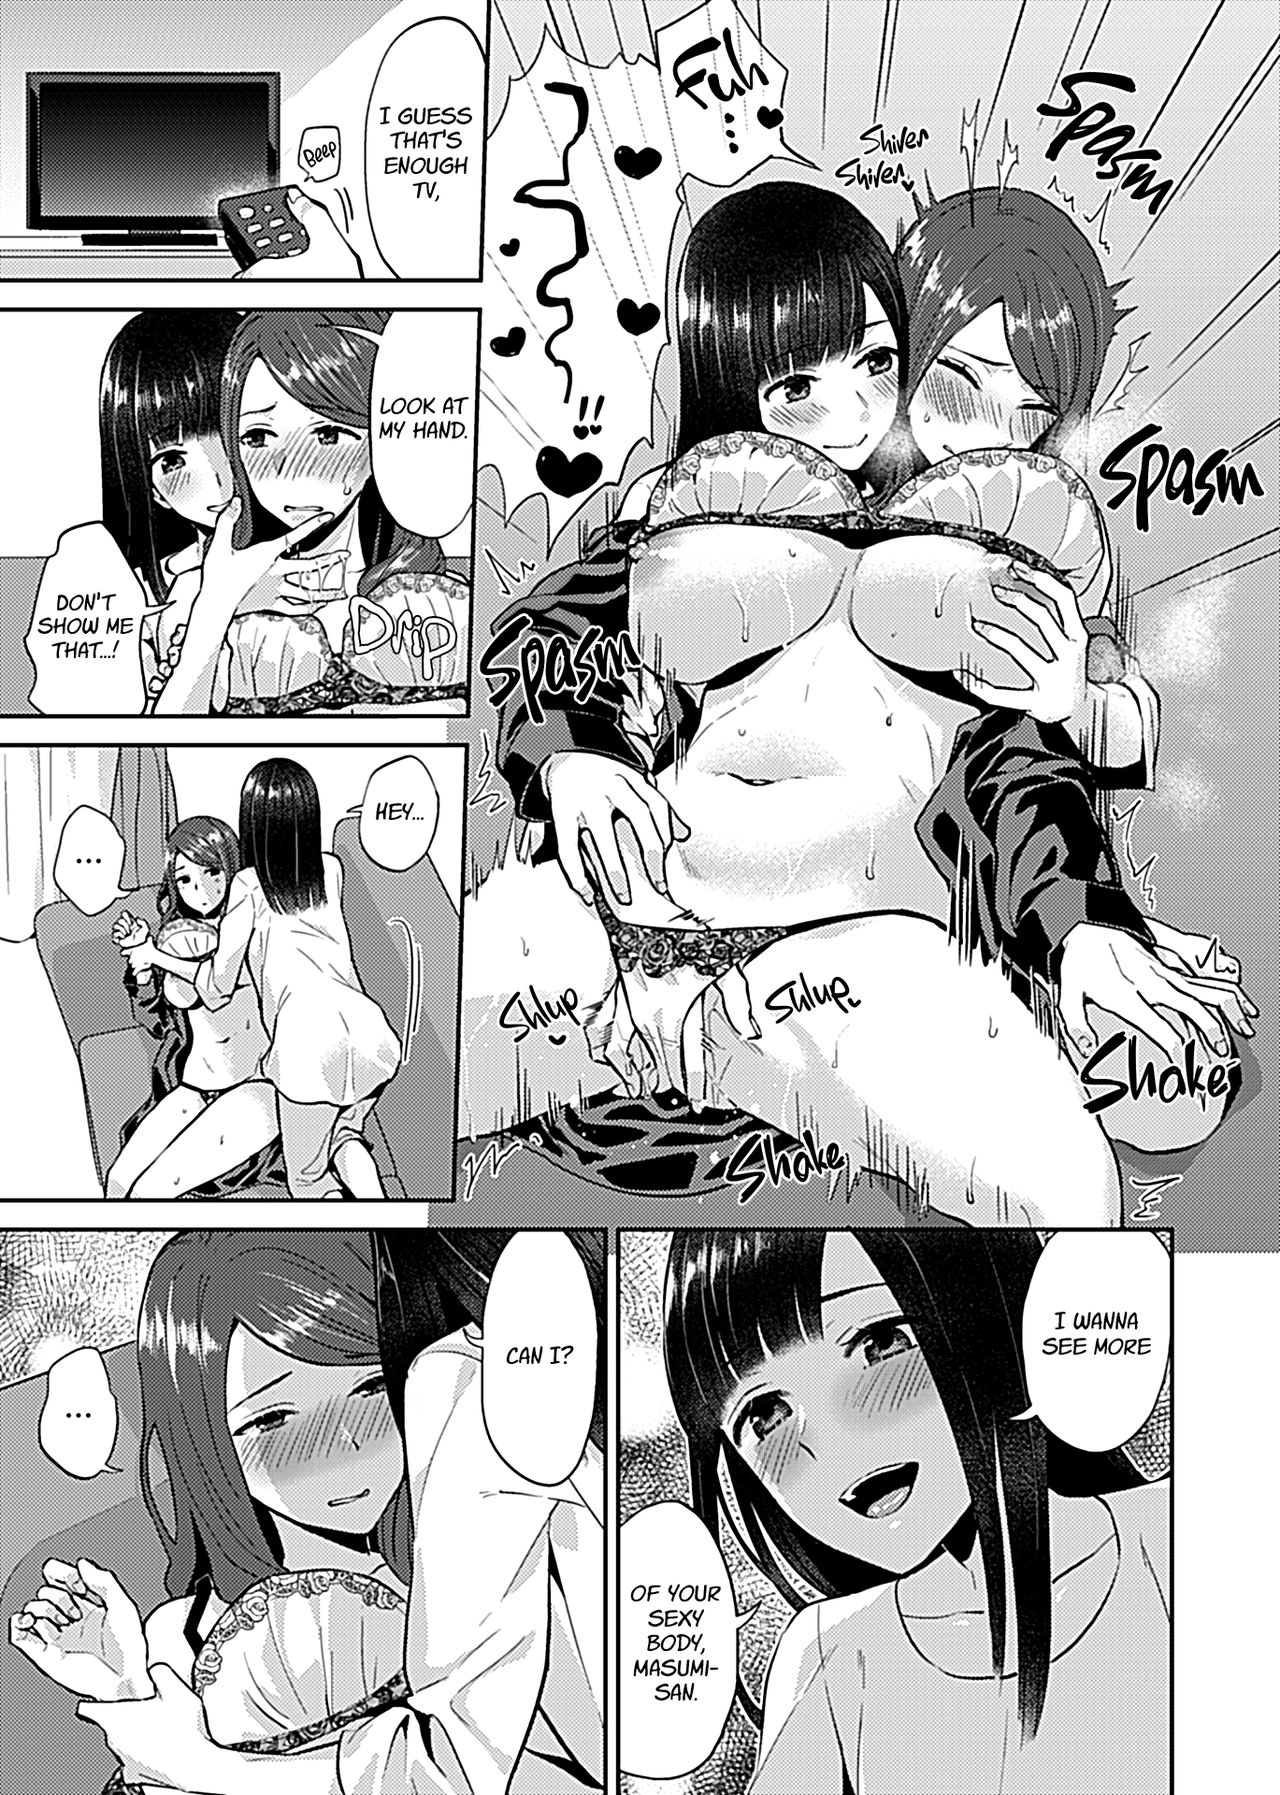 Fuh
...
Shiver
Shiver
Spasm
Spasm
!!
Spasm
Shlup
Shlup
Shake
Shake
I GUESS
THAT'S
ENOUGH
TV,
Beep
LOOK AT
MY HAND.
Drip
DON'T
SHOW ME
THAT...!
HEY...
...
I WANNA
SEE MORE
OF YOUR
SEXY
BODY,
MASUMI-
SAN.
CAN I?
...